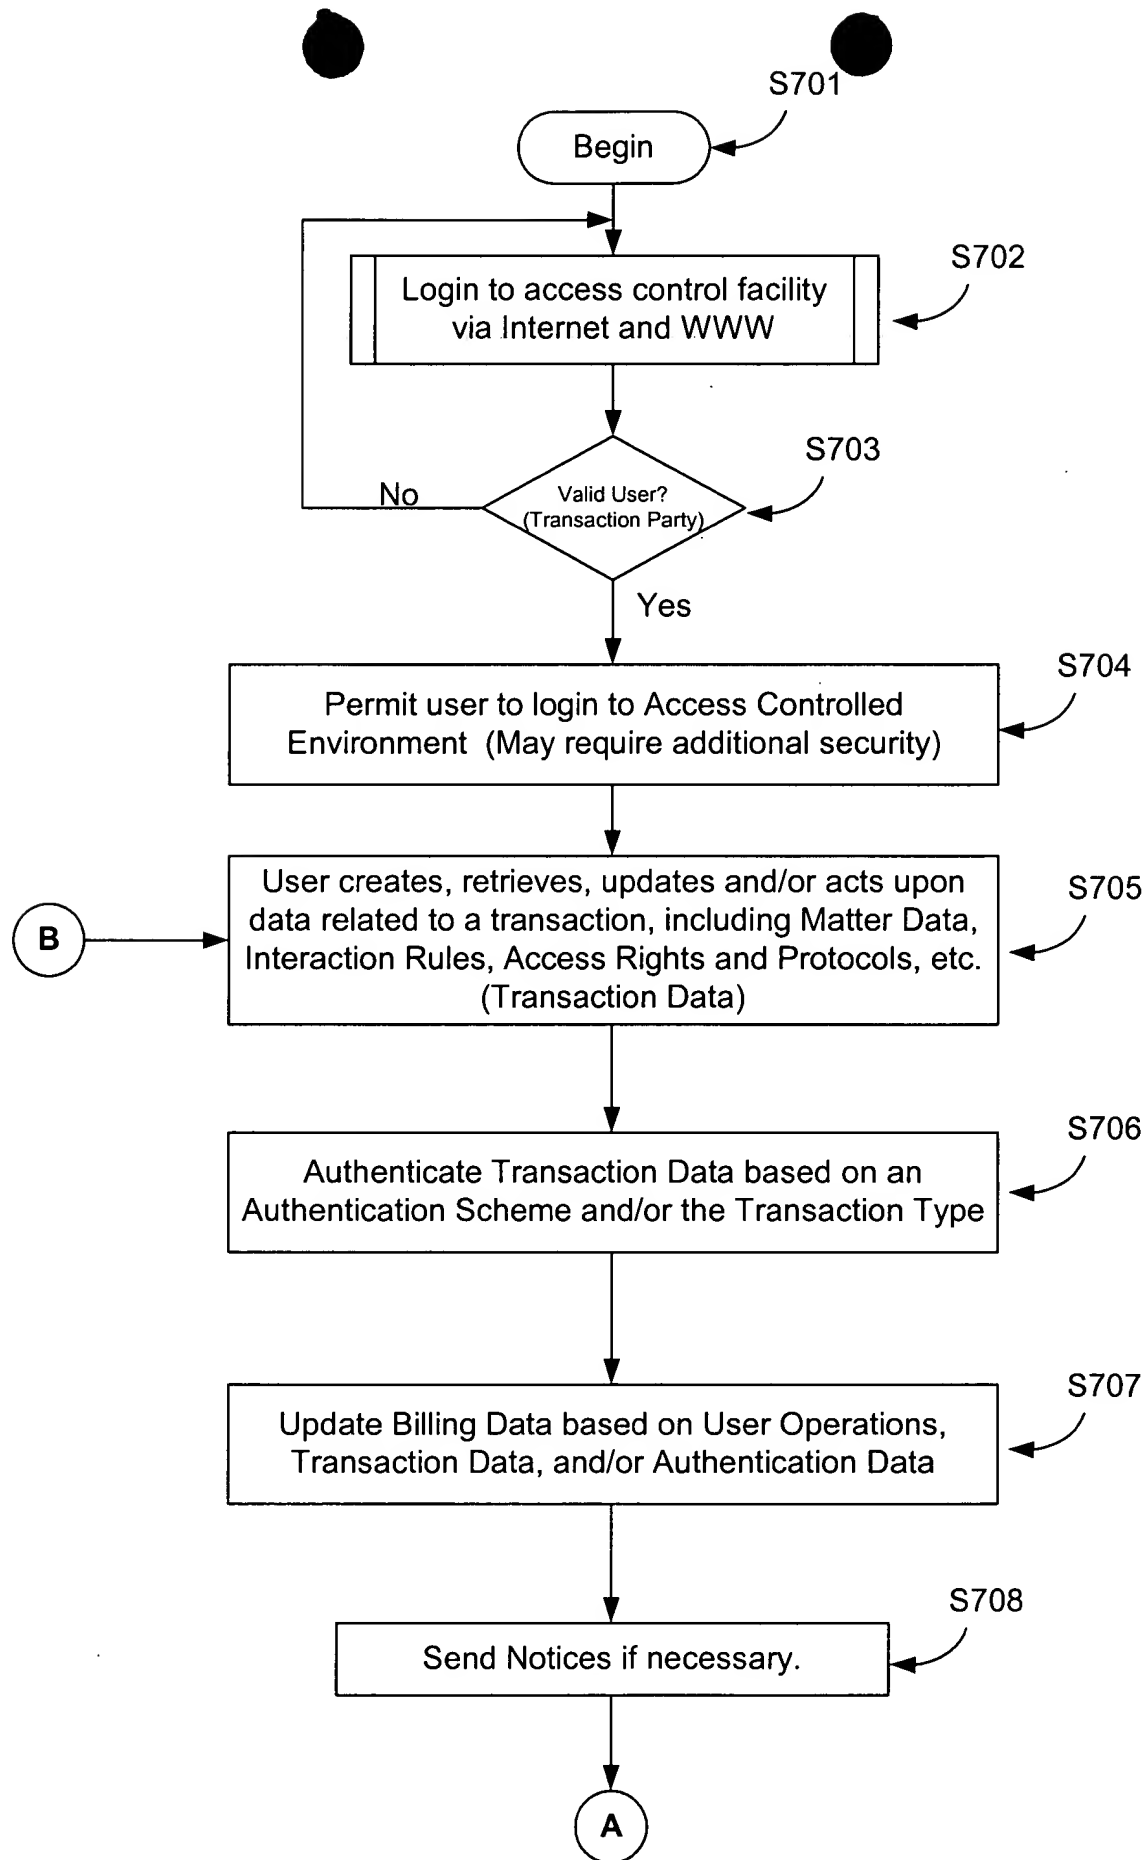 S701
Begin
S702
Login to access control facility
via Internet and WWW
S703
Valid User?
(Transaction Party)
No
Yes
S704
Permit user to login to Access Controlled
Environment (May require additional security)
S705
User creates, retrieves, updates and/or acts upon
data related to a transaction, including Matter Data,
Interaction Rules, Access Rights and Protocols, etc.
(Transaction Data)
B
S706
Authenticate Transaction Data based on an
Authentication Scheme and/or the Transaction Type
S707
Update Billing Data based on User Operations,
Transaction Data, and/or Authentication Data
S708
Send Notices if necessary.
A